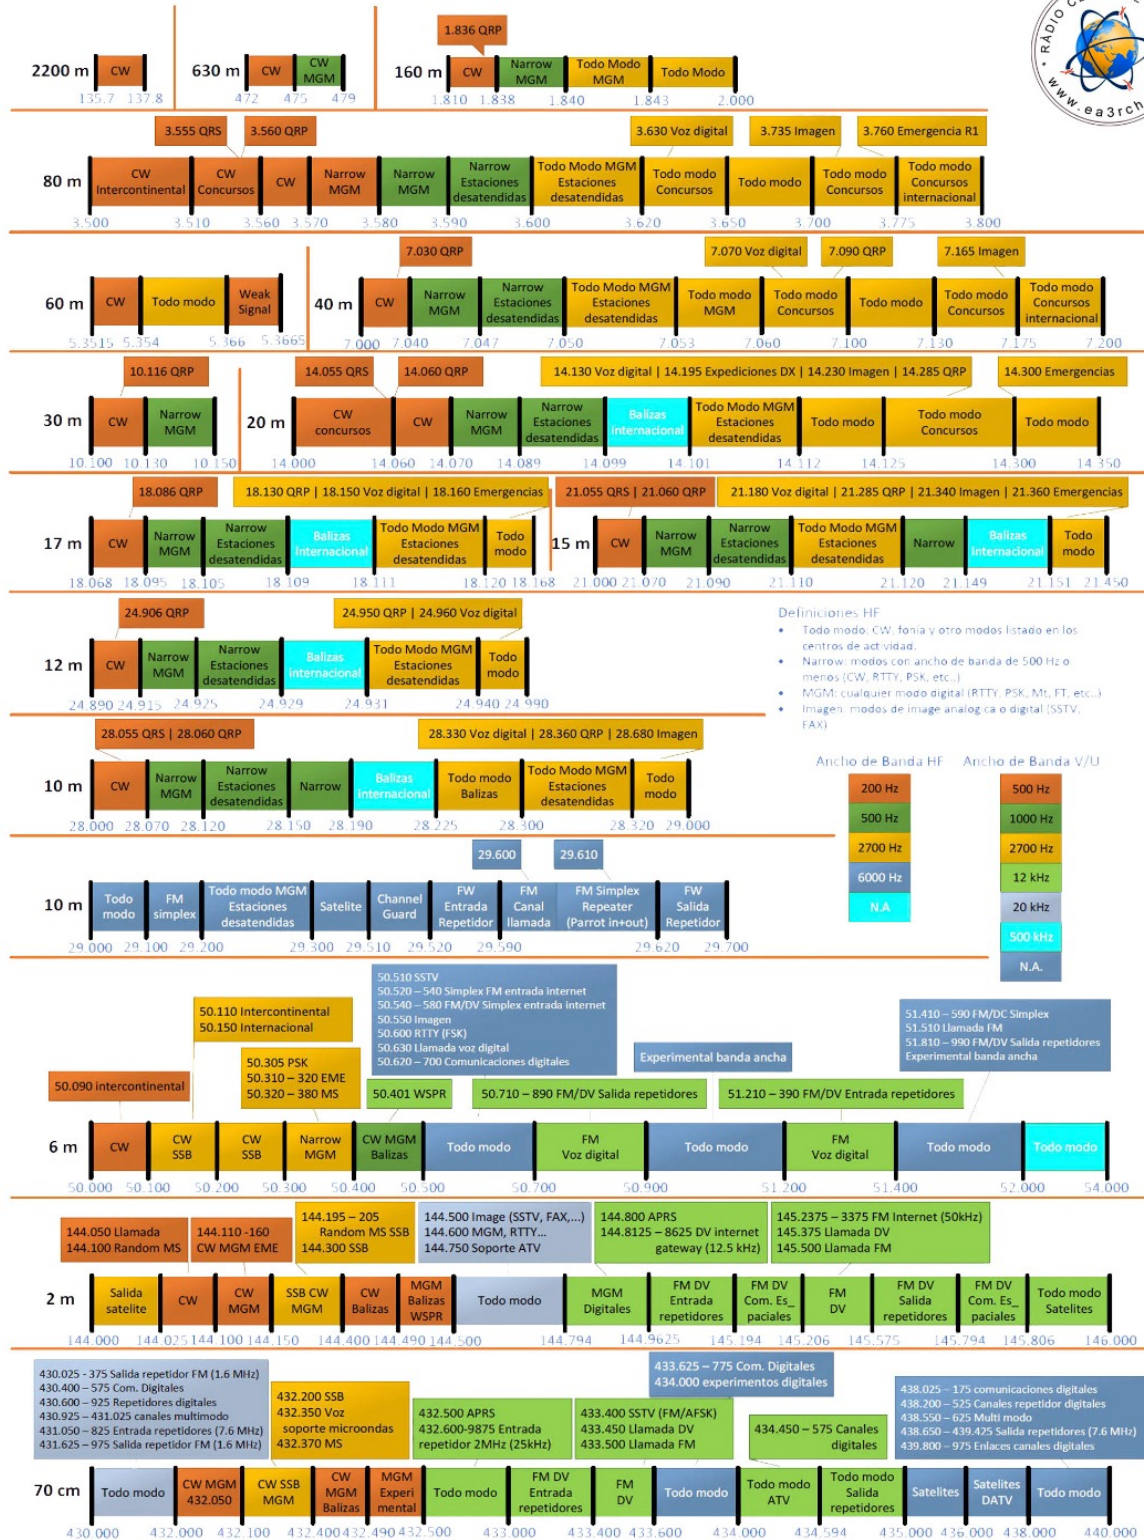 RÀDIO CL
www.ea3rch
1.836 QRP
2200 m
CW
135.7 137.8
630 m
CW
CW MGM
472 475 479
160 m
CW
Narrow MGM
Todo Modo MGM
Todo Modo
1.810 1.838 1.840 1.843 2.000
3.555 QRS
3.560 QRP
3.630 Voz digital
3.735 Imagen
3.760 Emergencia R1
80 m
CW Intercontinental
CW Concursos
CW
Narrow MGM
Narrow MGM
Narrow Estaciones desatendidas
Todo Modo MGM Estaciones desatendidas
Todo modo Concursos
Todo modo
Todo modo Concursos
Todo modo Concursos internacional
3.500 3.510 3.560 3.570 3.580 3.590 3.600 3.620 3.650 3.700 3.775 3.800
7.030 QRP
7.070 Voz digital
7.090 QRP
7.165 Imagen
60 m
CW
Todo modo
Weak Signal
5.3515 5.354 5.366 5.3665
40 m
CW
Narrow MGM
Narrow Estaciones desatendidas
Todo Modo MGM Estaciones desatendidas
Todo modo MGM
Todo modo Concursos
Todo modo
Todo modo Concursos
Todo modo Concursos internacional
7.000 7.040 7.047 7.050 7.053 7.060 7.100 7.130 7.175 7.200
10.116 QRP
14.055 QRS
14.060 QRP
14.130 Voz digital | 14.195 Expediciones DX | 14.230 Imagen | 14.285 QRP
14.300 Emergencias
30 m
CW
Narrow MGM
10.100 10.130 10.150
20 m
CW concursos
CW
Narrow MGM
Narrow Estaciones desatendidas
Balizas Internacional
Todo Modo MGM Estaciones desatendidas
Todo modo
Todo modo Concursos
Todo modo
14.000 14.060 14.070 14.089 14.099 14.101 14.112 14.125 14.300 14.350
18.086 QRP
18.130 QRP | 18.150 Voz digital | 18.160 Emergencias
21.055 QRS | 21.060 QRP
21.180 Voz digital | 21.285 QRP | 21.340 Imagen | 21.360 Emergencias
17 m
CW
Narrow MGM
Narrow Estaciones desatendidas
Balizas Internacional
Todo Modo MGM Estaciones desatendidas
Todo modo
18.068 18.095 18.105 18.109 18.111 18.120 18.168
15 m
CW
Narrow MGM
Narrow Estaciones desatendidas
Todo Modo MGM Estaciones desatendidas
Narrow
Balizas Internacional
Todo modo
21.000 21.070 21.090 21.110 21.120 21.149 21.151 21.450
24.906 QRP
24.950 QRP | 24.960 Voz digital
12 m
CW
Narrow MGM
Narrow Estaciones desatendidas
Balizas internacional
Todo Modo MGM Estaciones desatendidas
Todo modo
24.890 24.915 24.925 24.929 24.931 24.940 24.990
Definiciones HF
• Todo modo: CW, fonía y otro modos listado en los
centros de actividad.
• Narrow: modos con ancho de banda de 500 Hz o
menos (CW, RTTY, PSK, etc..)
• MGM: cualquier modo digital (RTTY, PSK, Mt, FT, etc..)
• Imagen: modos de image analogica o digital (SSTV,
FAX)
28.055 QRS | 28.060 QRP
28.330 Voz digital | 28.360 QRP | 28.680 Imagen
10 m
CW
Narrow MGM
Narrow Estaciones desatendidas
Narrow
Balizas internacional
Todo modo Balizas
Todo Modo MGM Estaciones desatendidas
Todo modo
28.000 28.070 28.120 28.150 28.190 28.225 28.300 28.320 29.000
Ancho de Banda HF
200 Hz
500 Hz
2700 Hz
6000 Hz
N.A
Ancho de Banda V/U
500 Hz
1000 Hz
2700 Hz
12 kHz
20 kHz
500 kHz
N.A.
29.600
29.610
10 m
Todo modo
FM simplex
Todo modo MGM Estaciones desatendidas
Satelite
Channel Guard
FW Entrada Repetidor
FM Canal llamada
FM Simplex Repeater (Parrot in+out)
FW Salida Repetidor
29.000 29.100 29.200 29.300 29.510 29.520 29.590 29.620 29.700
50.090 intercontinental
50.110 Intercontinental
50.150 Internacional
50.305 PSK
50.310 – 320 EME
50.320 - 380 MS
50.401 WSPR
50.510 SSTV
50.520 – 540 Simplex FM entrada internet
50.540 – 580 FM/DV Simplex entrada internet
50.550 Imagen
50.600 RTTY (FSK)
50.630 Llamada voz digital
50.620 – 700 Comunicaciones digitales
50.710 – 890 FM/DV Salida repetidores
Experimental banda ancha
51.210 - 390 FM/DV Entrada repetidores
51.410 – 590 FM/DC Simplex
51.510 Llamada FM
51.810 – 990 FM/DV Salida repetidores
Experimental banda ancha
6 m
CW
CW SSB
CW SSB
Narrow MGM
CW MGM Balizas
Todo modo
FM Voz digital
Todo modo
FM Voz digital
Todo modo
Todo modo
50.000 50.100 50.200 50.300 50.400 50.500 50.700 50.900 51.200 51.400 52.000 54.000
144.050 Llamada
144.100 Random MS
144.110 -160
CW MGM EME
144.195 – 205
Random MS SSB
144.300 SSB
144.500 Image (SSTV, FAX,...)
144.600 MGM, RTTY...
144.750 Soporte ATV
144.800 APRS
144.8125 – 8625 DV internet
gateway (12.5 kHz)
145.2375 – 3375 FM Internet (50kHz)
145.375 Llamada DV
145.500 Llamada FM
2 m
Salida satelite
CW
CW MGM
SSB CW MGM
CW Balizas
MGM Balizas WSPR
Todo modo
MGM Digitales
FM DV Entrada repetidores
FM DV Com. Es_ paciales
FM DV
FM DV Salida repetidores
FM DV Com. Es_ paciales
Todo modo Satelites
144.000 144.025 144.100 144.150 144.400 144.490 144.500 144.794 144.9625 145.194 145.206 145.575 145.794 145.806 146.000
430.025 - 375 Salida repetidor FM (1.6 MHz)
430.400 – 575 Com. Digitales
430.600 – 925 Repetidores digitales
430.925 – 431.025 canales multimodo
431.050 – 825 Entrada repetidores (7.6 MHz)
431.625 – 975 Salida repetidor FM (1.6 MHz)
432.200 SSB
432.350 Voz
soporte microondas
432.370 MS
432.500 APRS
432.600-9875 Entrada
repetidor 2MHz (25kHz)
433.400 SSTV (FM/AFSK)
433.450 Llamada DV
433.500 Llamada FM
433.625 – 775 Com. Digitales
434.000 experimentos digitales
434.450 – 575 Canales
digitales
438.025 – 175 comunicaciones digitales
438.200 – 525 Canales repetidor digitales
438.550 – 625 Multi modo
438.650 – 439.425 Salida repetidores (7.6 MHz)
439.800 – 975 Enlaces canales digitales
70 cm
Todo modo
CW MGM 432.050
CW SSB MGM
CW MGM Balizas
MGM Experi mental
Todo modo
FM DV Entrada repetidores
FM DV
Todo modo
Todo modo ATV
Todo modo Salida repetidores
Satelites
Satelites DATV
Todo modo
430.000 432.000 432.100 432.400 432.490 432.500 433.000 433.400 433.600 434.000 434.594 435.000 436.000 438.000 440.000